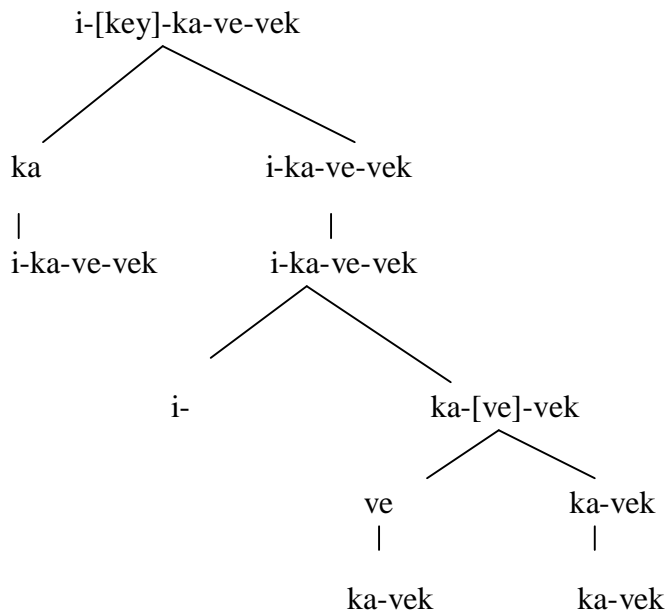 i-[key]-ka-ve-vek
ka i-ka-ve-vek
i-ka-ve-vek i-ka-ve-vek
i- ka-[ve]-vek
ve ka-vek
ka-vek ka-vek